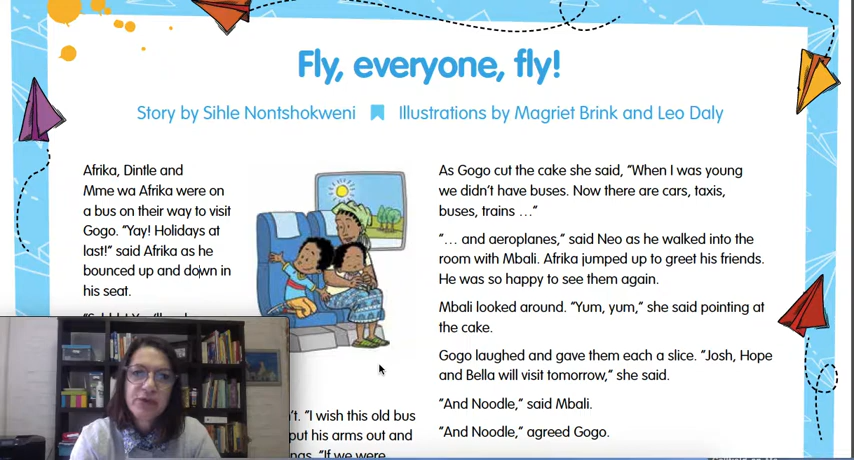 Fly, everyone, fly!
Story by Sihle Nontshokweni Illustrations by Magriet Brink and Leo Daly
Afrika, Dintle and
Mme wa Afrika were on
a bus on their way to visit
Gogo. “Yay! Holidays at
last!” said Afrika as he
bounced up and down in
his seat.
’t. “I wish this old bus
put his arms out and
“If we were
As Gogo cut the cake she said, “When I was young
we didn’t have buses. Now there are cars, taxis,
buses, trains …”
“… and aeroplanes,” said Neo as he walked into the
room with Mbali. Afrika jumped up to greet his friends.
He was so happy to see them again.
Mbali looked around. “Yum, yum,” she said pointing at
the cake.
Gogo laughed and gave them each a slice. “Josh, Hope
and Bella will visit tomorrow,” she said.
“And Noodle,” said Mbali.
“And Noodle,” agreed Gogo.